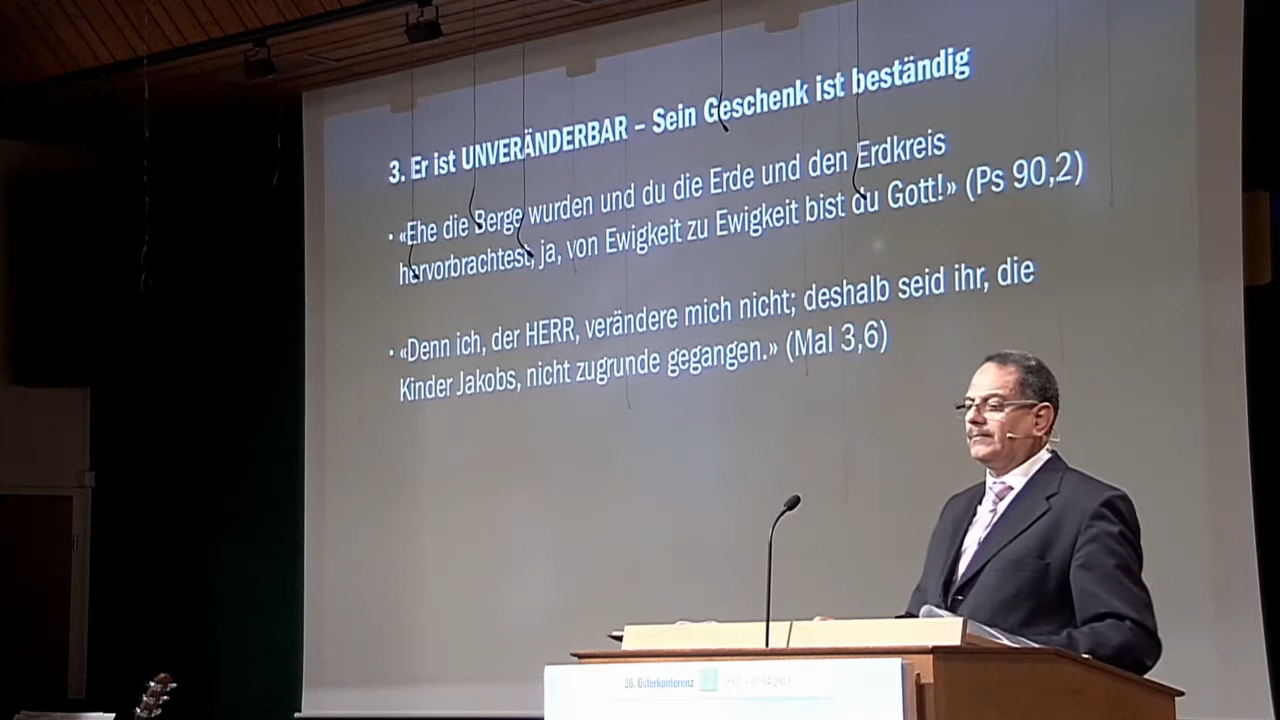 3. Er ist UNVERÄNDERBAR – Sein Geschenk ist beständig
• «Ehe die Berge wurden und du die Erde und den Erdkreis
hervorbrachtest, ja, von Ewigkeit zu Ewigkeit bist du Gott!» (Ps 90,2)
• «Denn ich, der HERR, verändere mich nicht; deshalb seid ihr, die
Kinder Jakobs, nicht zugrunde gegangen.» (Mal 3,6)
36. Osterkonferenz